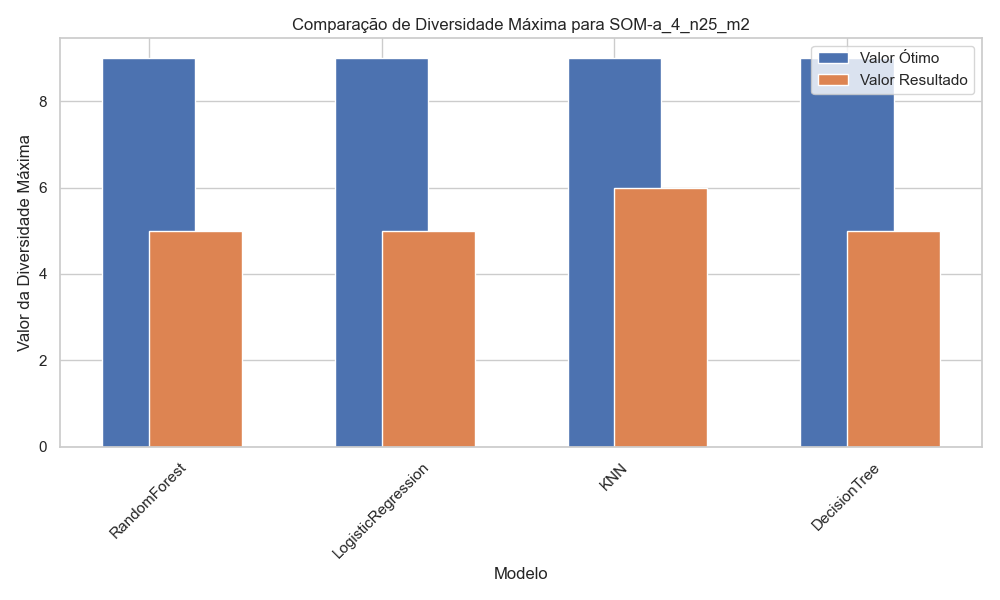 Comparação de Diversidade Máxima para SOM-a_4_n25_m2
Valor Ótimo
Valor Resultado
Valor da Diversidade Máxima
8
6
4
2
0
RandomForest
LogisticRegression
KNN
DecisionTree
Modelo